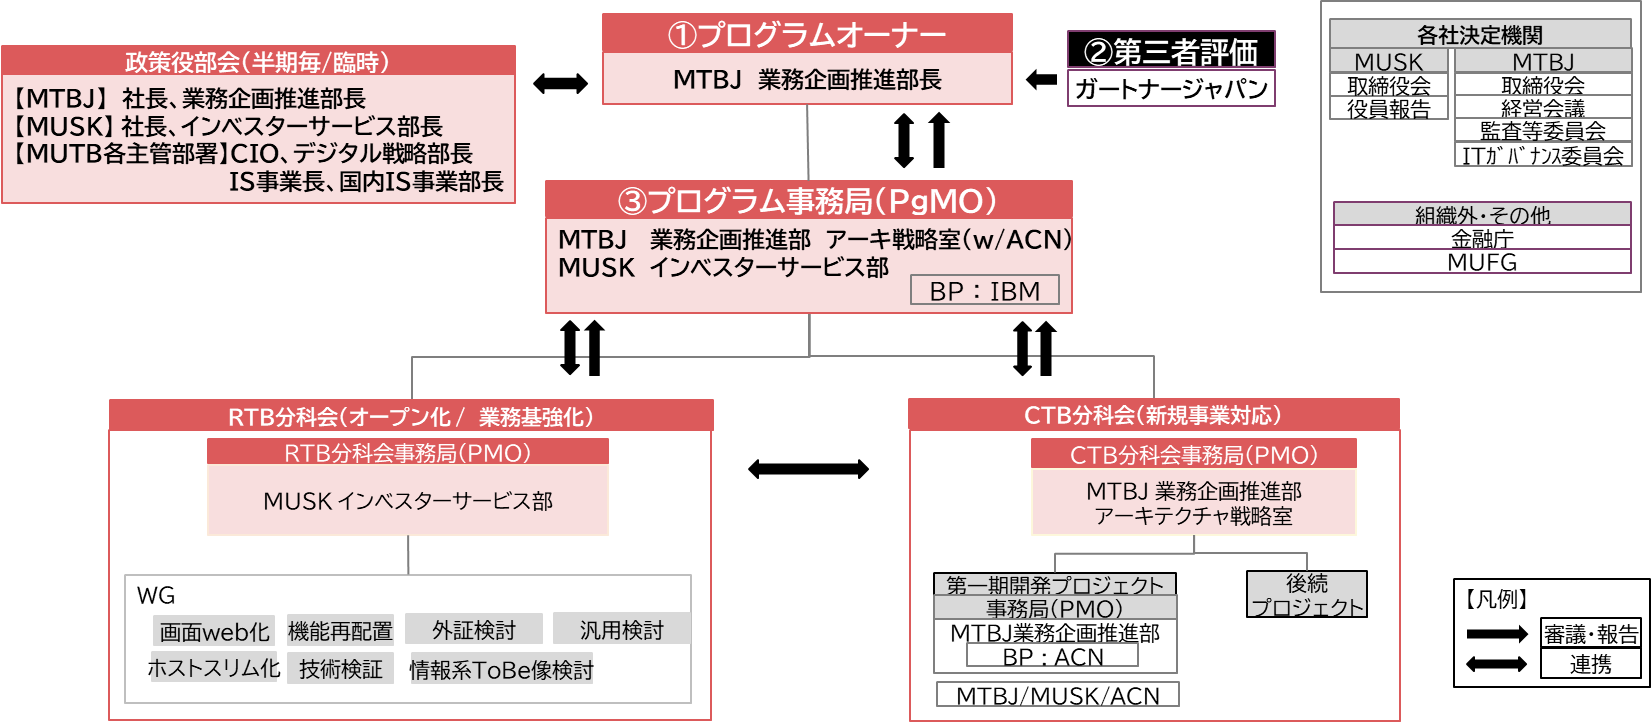 ①プログラムオーナー
MTBJ 業務企画推進部長
②第三者評価
ガートナージャパン
政策役部会(半期毎/臨時)
【MTBJ】 社長、業務企画推進部長
【MUSK】 社長、インベスターサービス部長
【MUTB各主管部署】CIO、デジタル戦略部長
IS事業長、国内IS事業部長
各社決定機関
MUSK
取締役会
役員報告
MTBJ
取締役会
経営会議
監査等委員会
ITガバナンス委員会
組織外・その他
金融庁
MUFG
③プログラム事務局(PgMO)
MTBJ 業務企画推進部 アーキ戦略室(w/ACN)
MUSK インベスターサービス部
BP:IBM
RTB分科会(オープン化 / 業務基強化)
RTB分科会事務局(PMO)
MUSK インベスターサービス部
WG
画面web化
機能再配置
外証検討
汎用検討
ホストスリム化
技術検証
情報系ToBe像検討
CTB分科会(新規事業対応)
CTB分科会事務局(PMO)
MTBJ 業務企画推進部
アーキテクチャ戦略室
第一期開発プロジェクト
事務局(PMO)
MTBJ業務企画推進部
BP:ACN
MTBJ/MUSK/ACN
後続
プロジェクト
【凡例】
審議・報告
連携